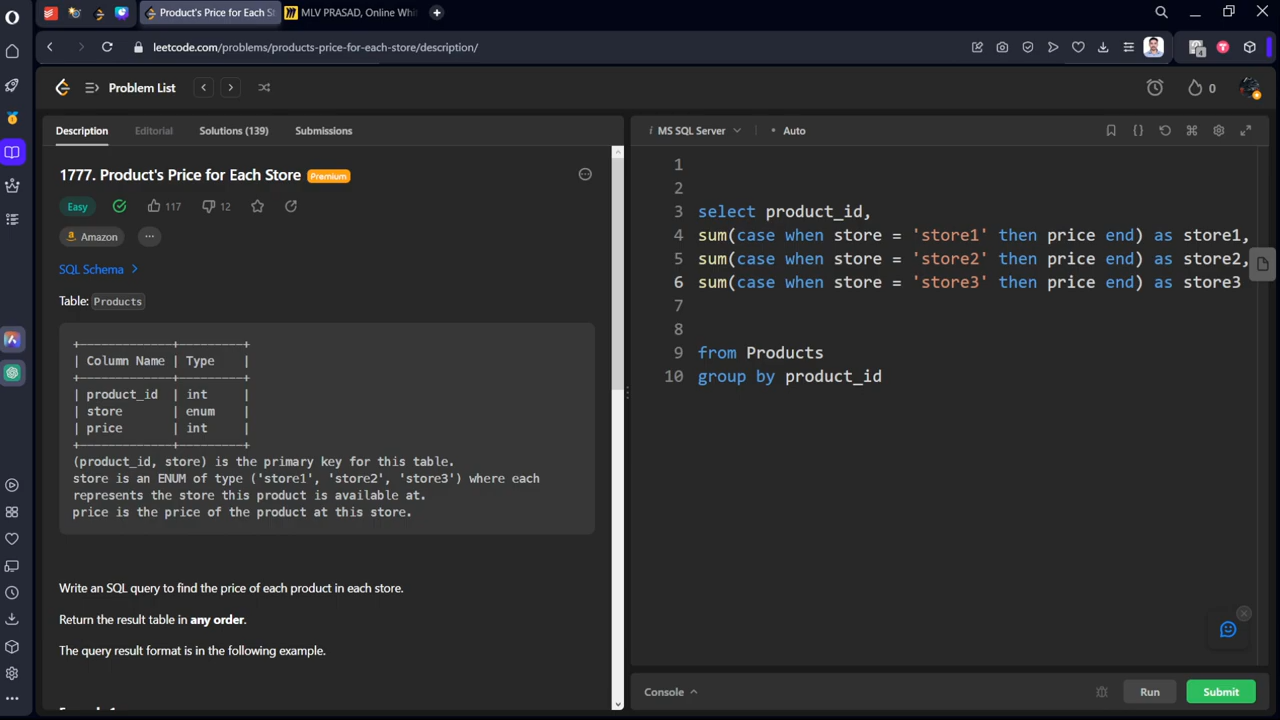 Product's Price for Each S
MLV PRASAD, Online Whi
leetcode.com/problems/products-price-for-each-store/description/
4
Problem List
0
Description Editorial Solutions (139) Submissions
1777. Product's Price for Each Store Premium
Easy 117 12
Amazon ...
SQL Schema
Table: Products
+-------------+---------+
| Column Name | Type |
+-------------+---------+
| product_id | int |
| store | enum |
| price | int |
+-------------+---------+
(product_id, store) is the primary key for this table.
store is an ENUM of type ('store1', 'store2', 'store3') where each
represents the store this product is available at.
price is the price of the product at this store.
Write an SQL query to find the price of each product in each store.
Return the result table in any order.
The query result format is in the following example.
i MS SQL Server • Auto
1
2
3 select product_id,
4 sum(case when store = 'store1' then price end) as store1,
5 sum(case when store = 'store2' then price end) as store2,
6 sum(case when store = 'store3' then price end) as store3
7
8
9 from Products
10 group by product_id
Console Run Submit